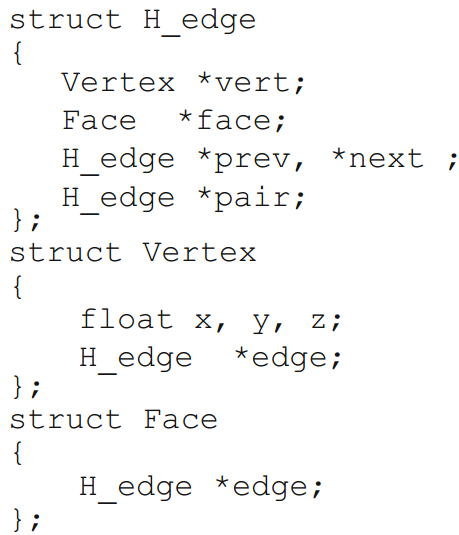 struct H_edge
{
Vertex *vert;
Face *face;
H_edge *prev, *next ;
H_edge *pair;
};
struct Vertex
{
float x, y, z;
H_edge *edge;
};
struct Face
{
H_edge *edge;
};